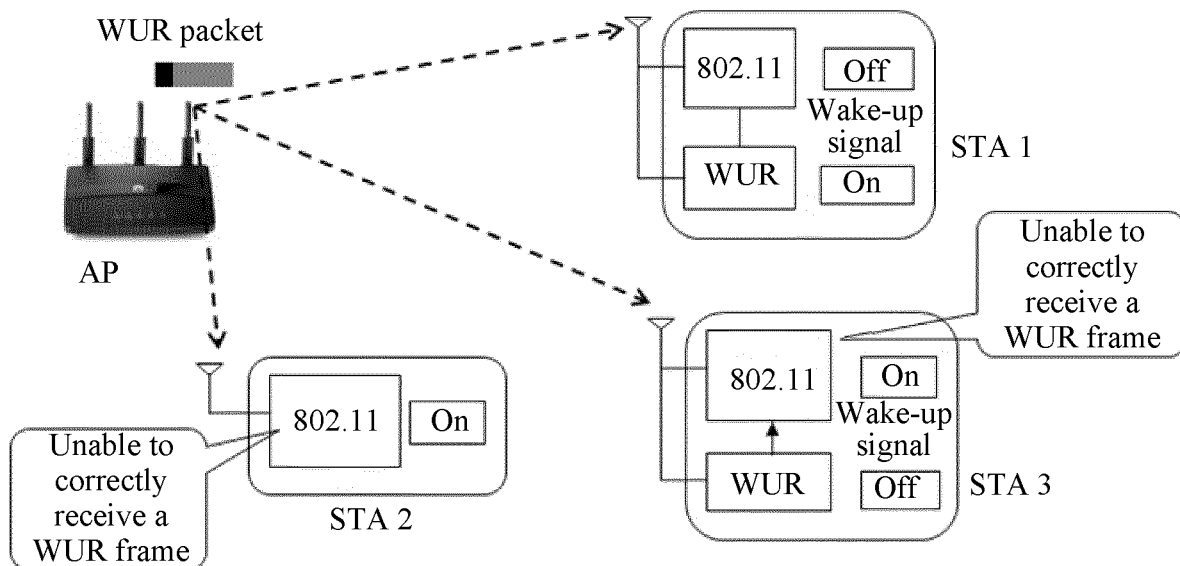 WUR packet
AP
802.11
Off
Wake-up
signal
WUR
On
STA 1
Unable to
correctly
receive a
WUR frame
802.11
On
Wake-up
signal
WUR
Off
STA 3
802.11
On
STA 2
Unable to
correctly
receive a
WUR frame